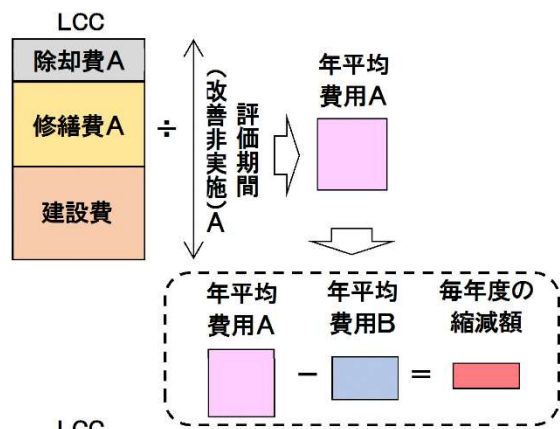 LCC
除却費A
修繕費A
建設費
÷
評価期間
(改善非実施)A
年平均
費用A
年平均
費用A
－
年平均
費用B
＝
毎年度の
縮減額
LCC